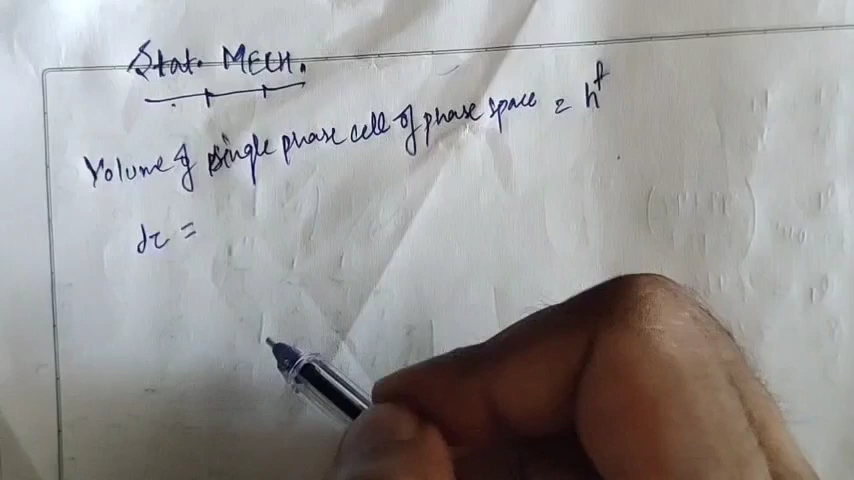 Stat. MECH.
Volume of single phase cell of phase space = h^f
dτ =